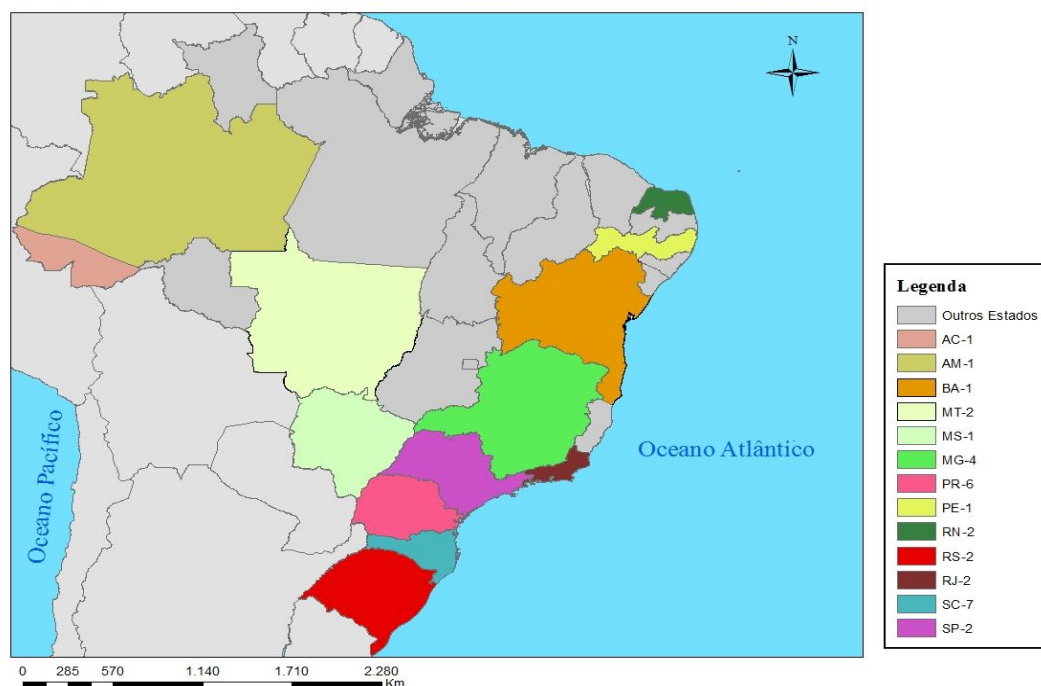 N
Oceano Pacífico
Oceano Atlântico
Legenda
Outros Estados
AC-1
AM-1
BA-1
MT-2
MS-1
MG-4
PR-6
PE-1
RN-2
RS-2
RJ-2
SC-7
SP-2
0 285 570 1.140 1.710 2.280
Km